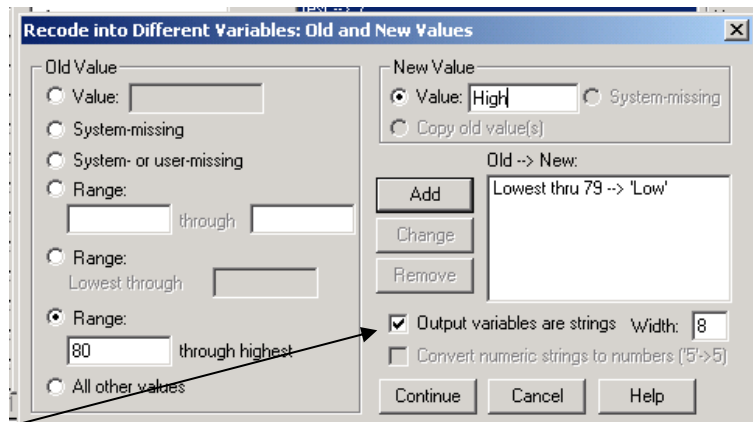 Recode into Different Variables: Old and New Values
Old Value
Value:
System-missing
System- or user-missing
Range:
through
Range:
Lowest through
Range:
80 through highest
All other values
New Value
Value: High System-missing
Copy old value(s)
Old --> New:
Add
Change
Remove
Lowest thru 79 --> 'Low'
Output variables are strings Width: 8
Convert numeric strings to numbers ('5'->5)
Continue Cancel Help